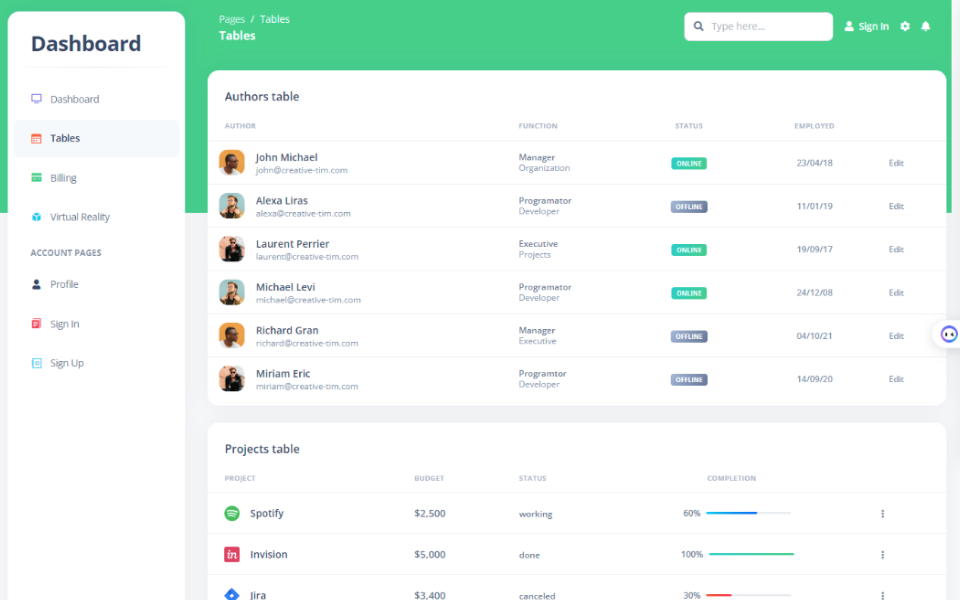 Dashboard
Dashboard
Tables
Billing
Virtual Reality
ACCOUNT PAGES
Profile
Sign In
Sign Up
Pages / Tables
Tables
Type here...
Sign In
Authors table
AUTHOR FUNCTION STATUS EMPLOYED
John Michael
john@creative-tim.com
Manager
Organization
ONLINE
23/04/18
Edit
Alexa Liras
alexa@creative-tim.com
Programator
Developer
OFFLINE
11/01/19
Edit
Laurent Perrier
laurent@creative-tim.com
Executive
Projects
ONLINE
19/09/17
Edit
Michael Levi
michael@creative-tim.com
Programator
Developer
ONLINE
24/12/08
Edit
Richard Gran
richard@creative-tim.com
Manager
Executive
OFFLINE
04/10/21
Edit
Miriam Eric
miriam@creative-tim.com
Programtor
Developer
OFFLINE
14/09/20
Edit
Projects table
PROJECT BUDGET STATUS COMPLETION
Spotify $2,500 working 60%
in
Invision $5,000 done 100%
Jira $3,400 canceled 30%